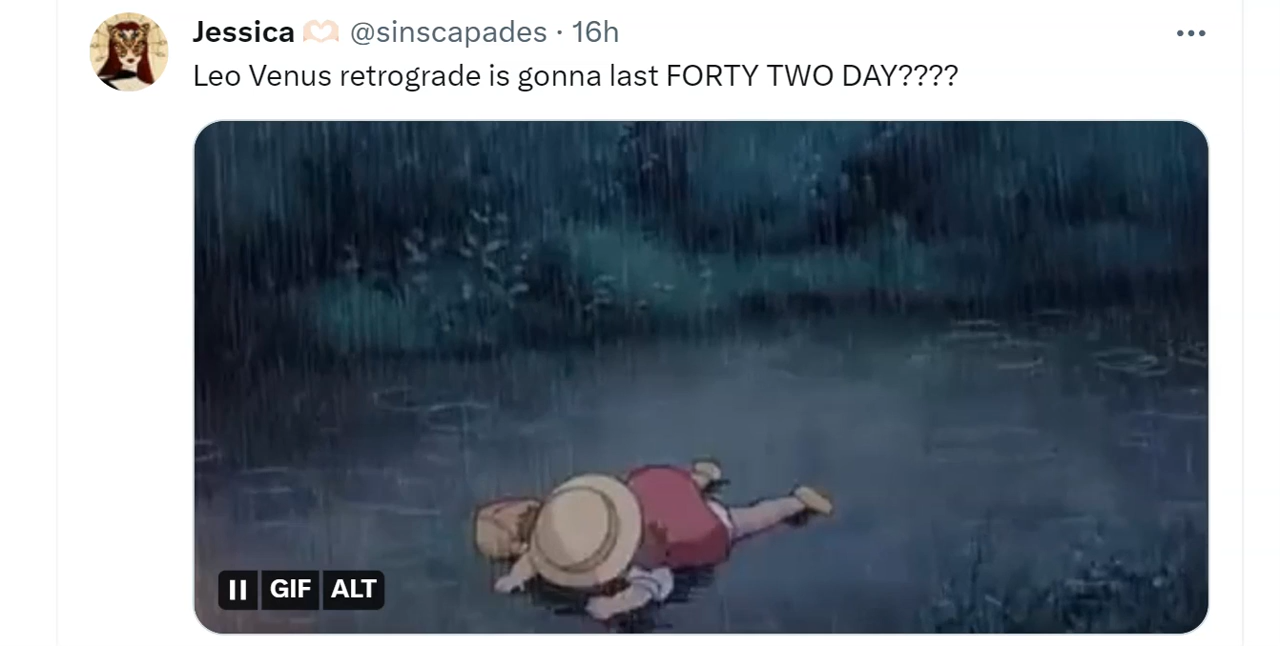 Jessica 🫶🏻 @sinscapades · 16h
Leo Venus retrograde is gonna last FORTY TWO DAY????
GIF ALT